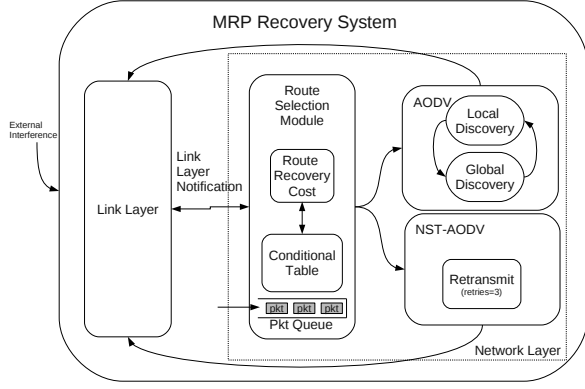 MRP Recovery System
External
Interference
Link Layer
Link
Layer
Notification
Route
Selection
Module
Route
Recovery
Cost
Conditional
Table
pkt pkt pkt
Pkt Queue
AODV
Local
Discovery
Global
Discovery
NST-AODV
Retransmit
(retries=3)
Network Layer